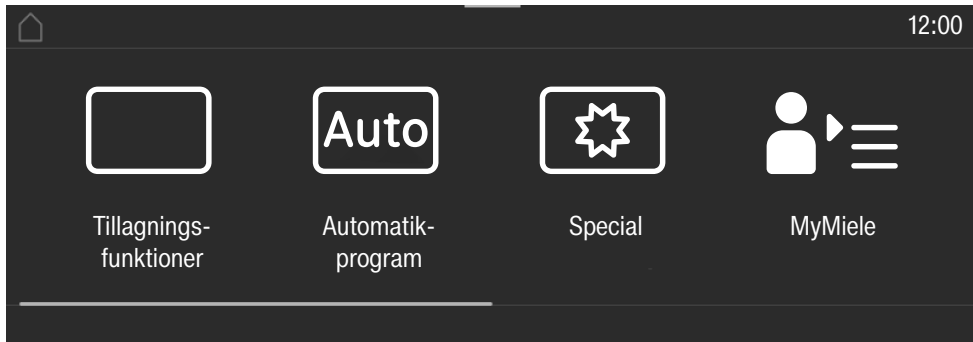 12:00
Auto
Tillagnings-
funktioner
Automatik-
program
Special
MyMiele